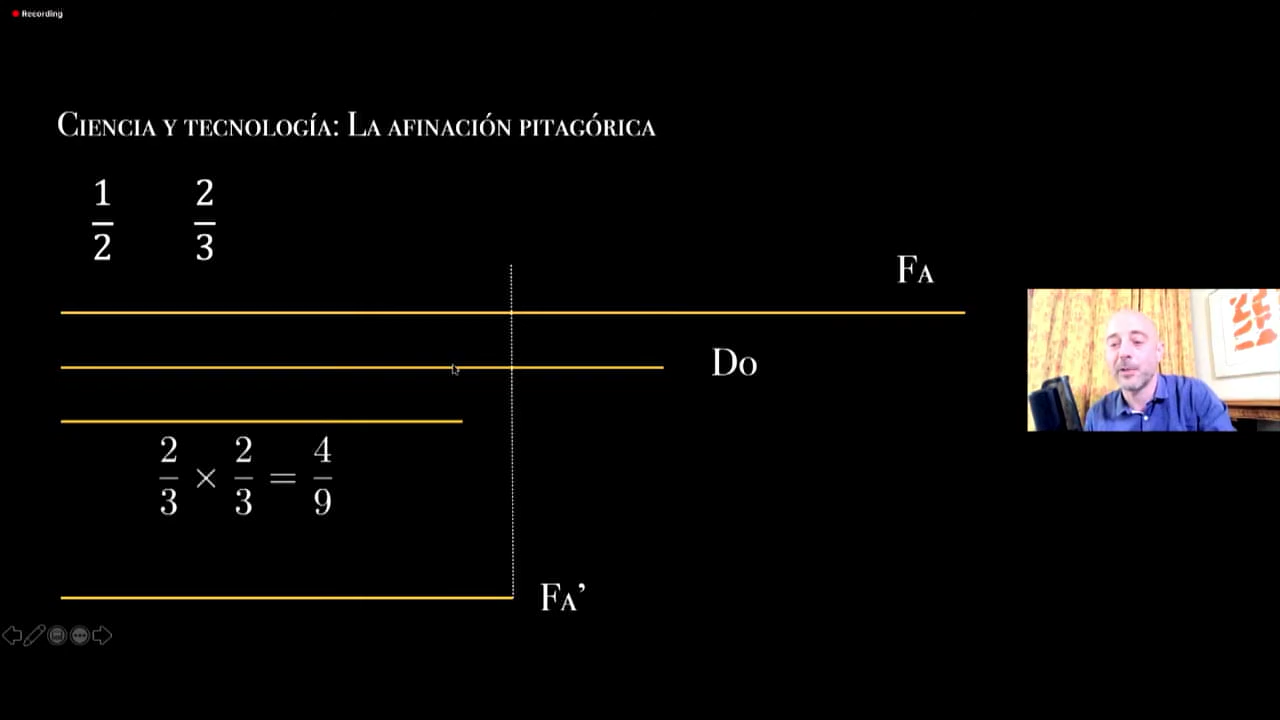 Recording
Ciencia y tecnología: La afinación pitagórica
1/2 2/3
Fa
Do
2/3 × 2/3 = 4/9
Fa’